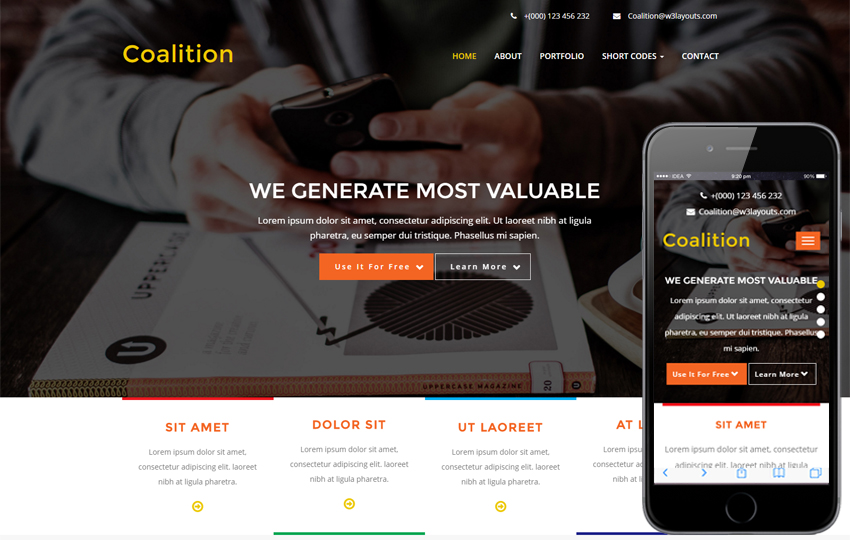 +(000) 123 456 232 Coalition@w3layouts.com
Coalition
HOME ABOUT PORTFOLIO SHORT CODES CONTACT
WE GENERATE MOST VALUABLE
Lorem ipsum dolor sit amet, consectetur adipiscing elit. Ut laoreet nibh at ligula
pharetra, eu semper dui tristique. Phasellus mi sapien.
Use It For Free Learn More
UPPERCASE
UPPERCASE MAGAZINE
20
SIT AMET
Lorem ipsum dolor sit amet,
consectetur adipiscing elit. laoreet
nibh at ligula pharetra.
DOLOR SIT
Lorem ipsum dolor sit amet,
consectetur adipiscing elit. laoreet
nibh at ligula pharetra.
UT LAOREET
Lorem ipsum dolor sit amet,
consectetur adipiscing elit. laoreet
nibh at ligula pharetra.
AT L
Lorem ipsum
consectetur adip
nibh at lig
9:20 pm 90%
+(000) 123 456 232
Coalition@w3layouts.com
Coalition
WE GENERATE MOST VALUABLE
Lorem ipsum dolor sit amet, consectetur
adipiscing elit. Ut laoreet nibh at ligula
pharetra, eu semper dui tristique. Phasellus
mi sapien.
Use It For Free Learn More
SIT AMET
Lorem ipsum dolor sit amet, consectetur
adipiscing elit. laoreet nibh at ligula